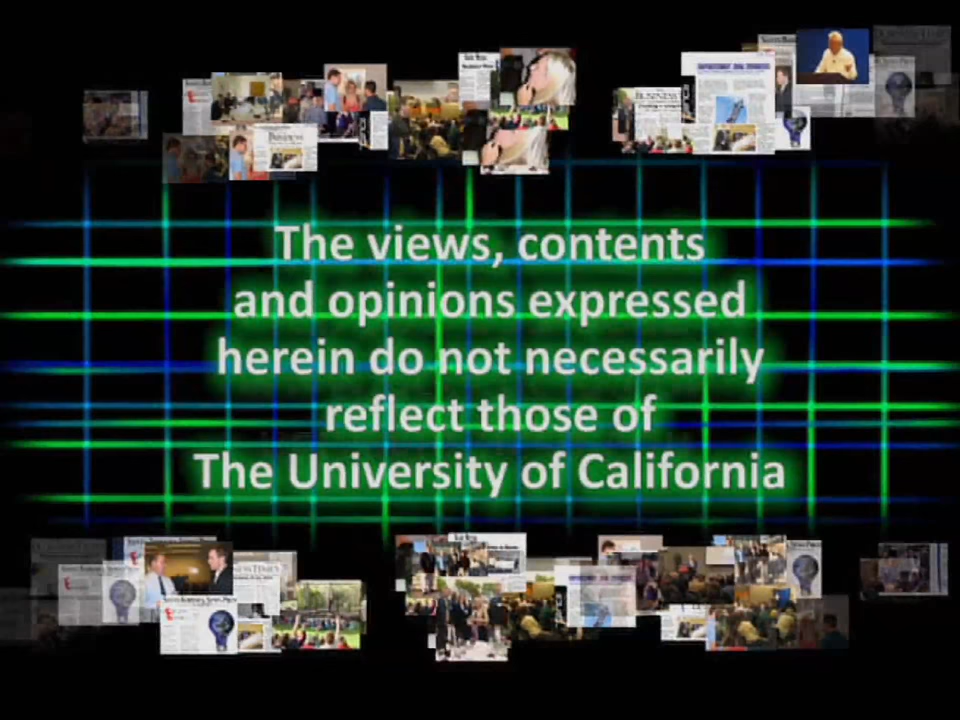 The views, contents
and opinions expressed
herein do not necessarily
reflect those of
The University of California